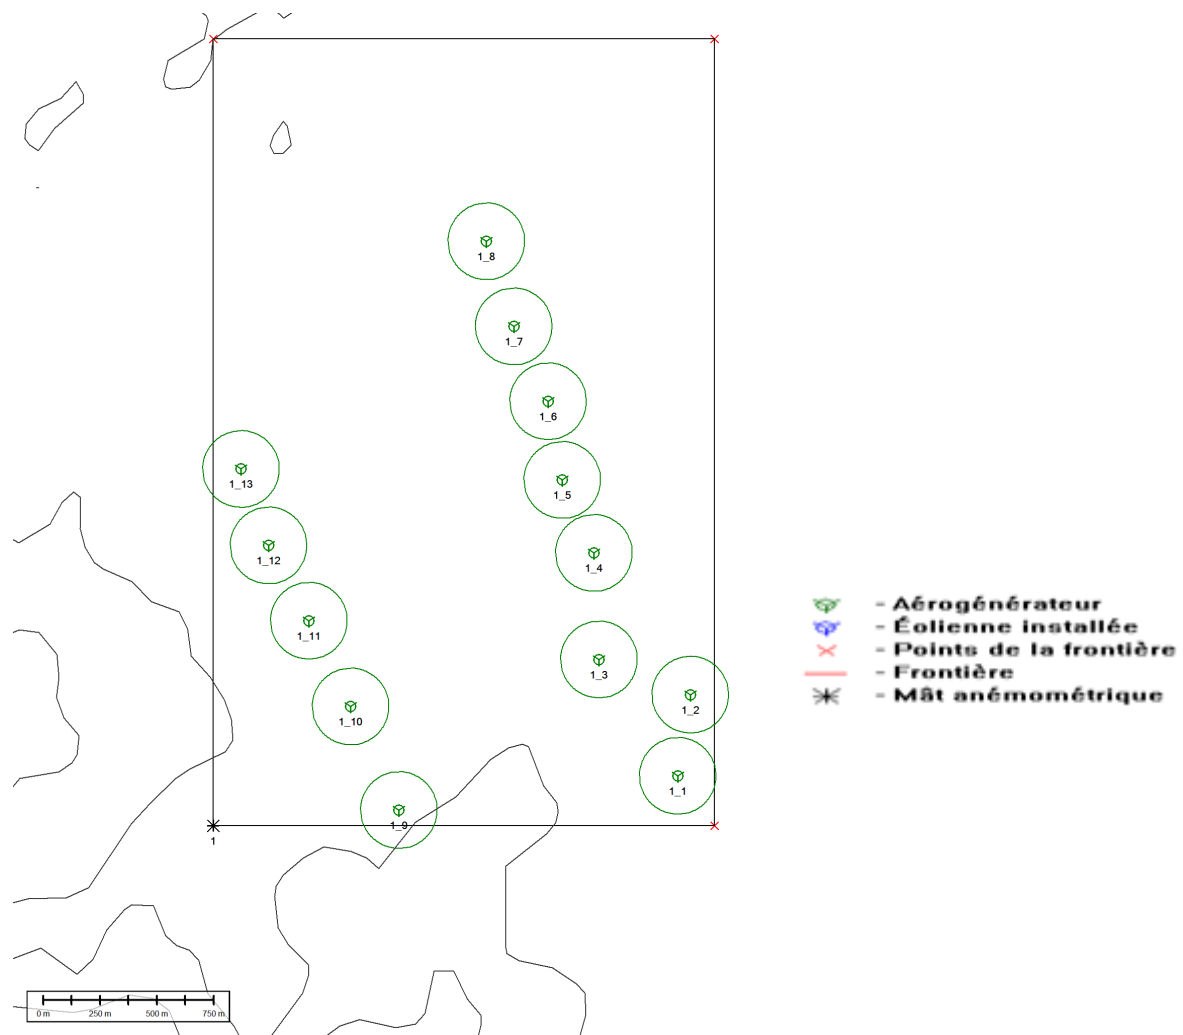 1_8
1_7
1_6
1_13
1_5
1_12
1_4
1_11
1_3
1_10
1_2
1_1
1_9
1
- Aérogénérateur
- Éolienne installée
- Points de la frontière
- Frontière
- Mât anémométrique
0 m 250 m 500 m 750 m